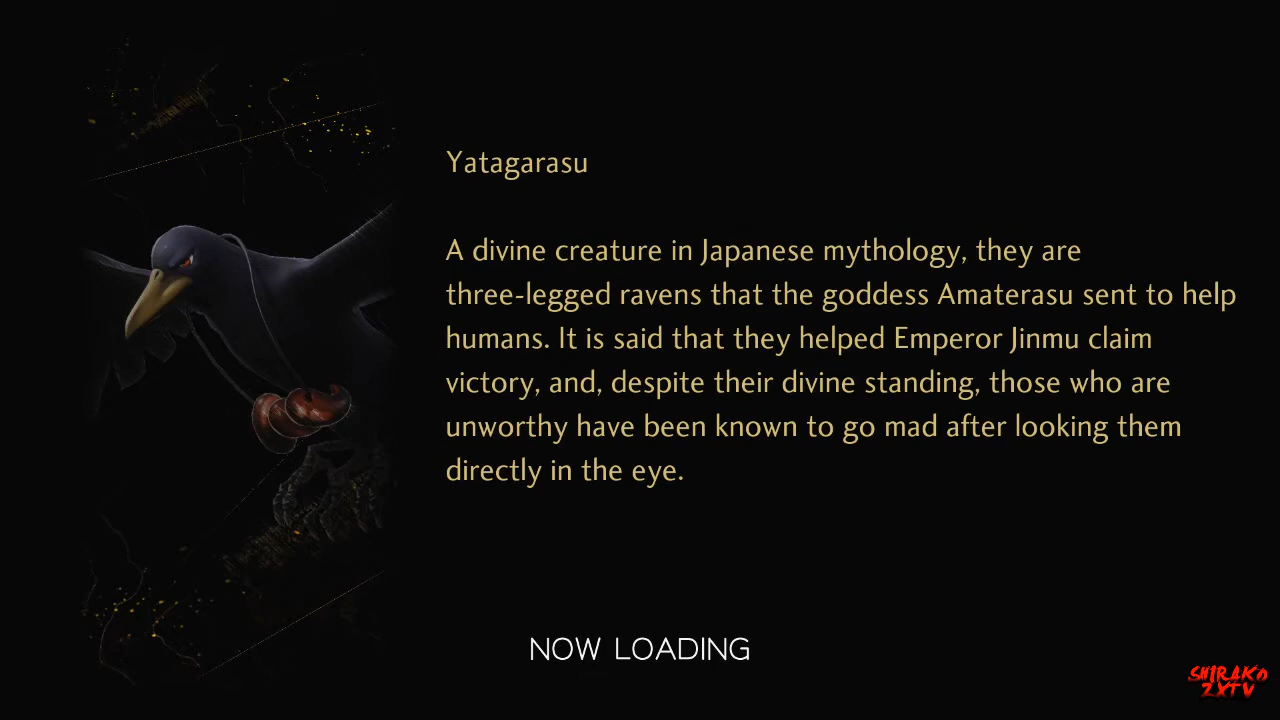 Yatagarasu
A divine creature in Japanese mythology, they are
three-legged ravens that the goddess Amaterasu sent to help
humans. It is said that they helped Emperor Jinmu claim
victory, and, despite their divine standing, those who are
unworthy have been known to go mad after looking them
directly in the eye.
NOW LOADING
SHIRAKO
ZXTV